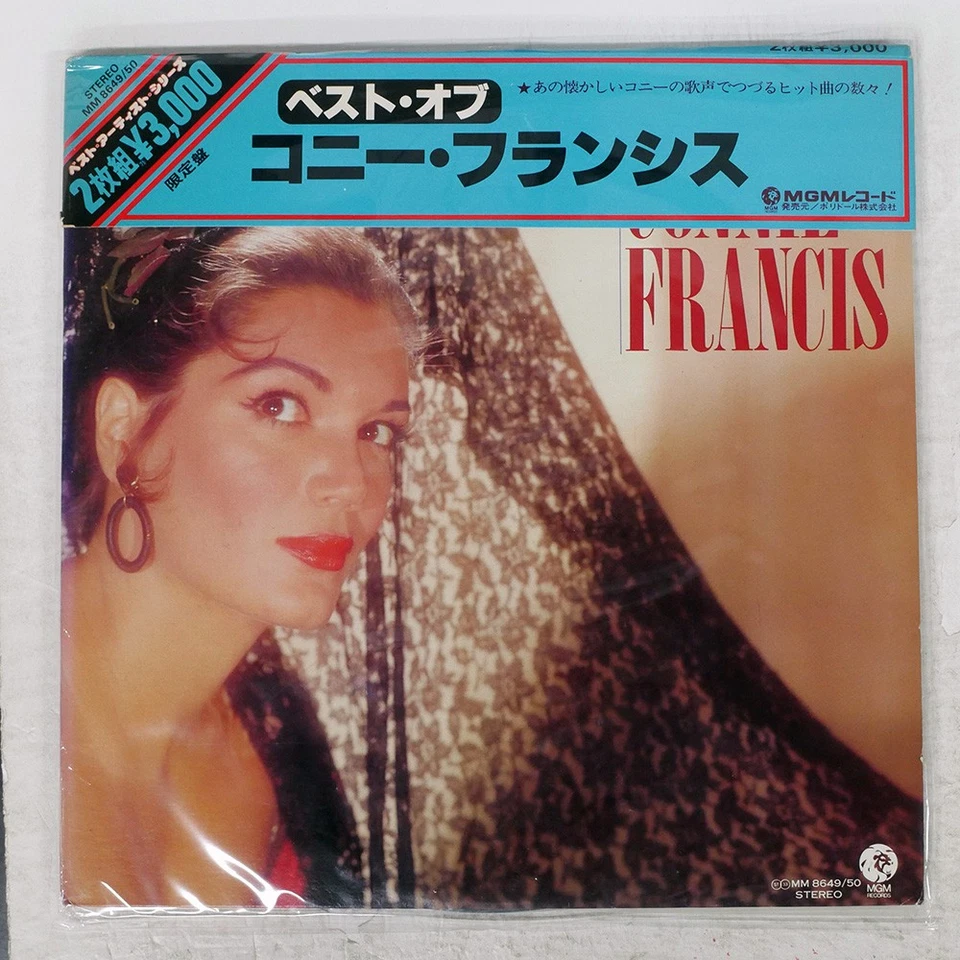 2枚組¥3,000
STEREO
MM 8649/50
ベスト・アーティスト・シリーズ
2枚組¥3,000
限定盤
ベスト・オブ
★あの懐かしいコニーの歌声でつづるヒット曲の数々！
コニー・フランシス
MGM
MGMレコード
発売元／ポリドール株式会社
CONNIE
FRANCIS
MM 8649/50
STEREO
MGM
RECORDS